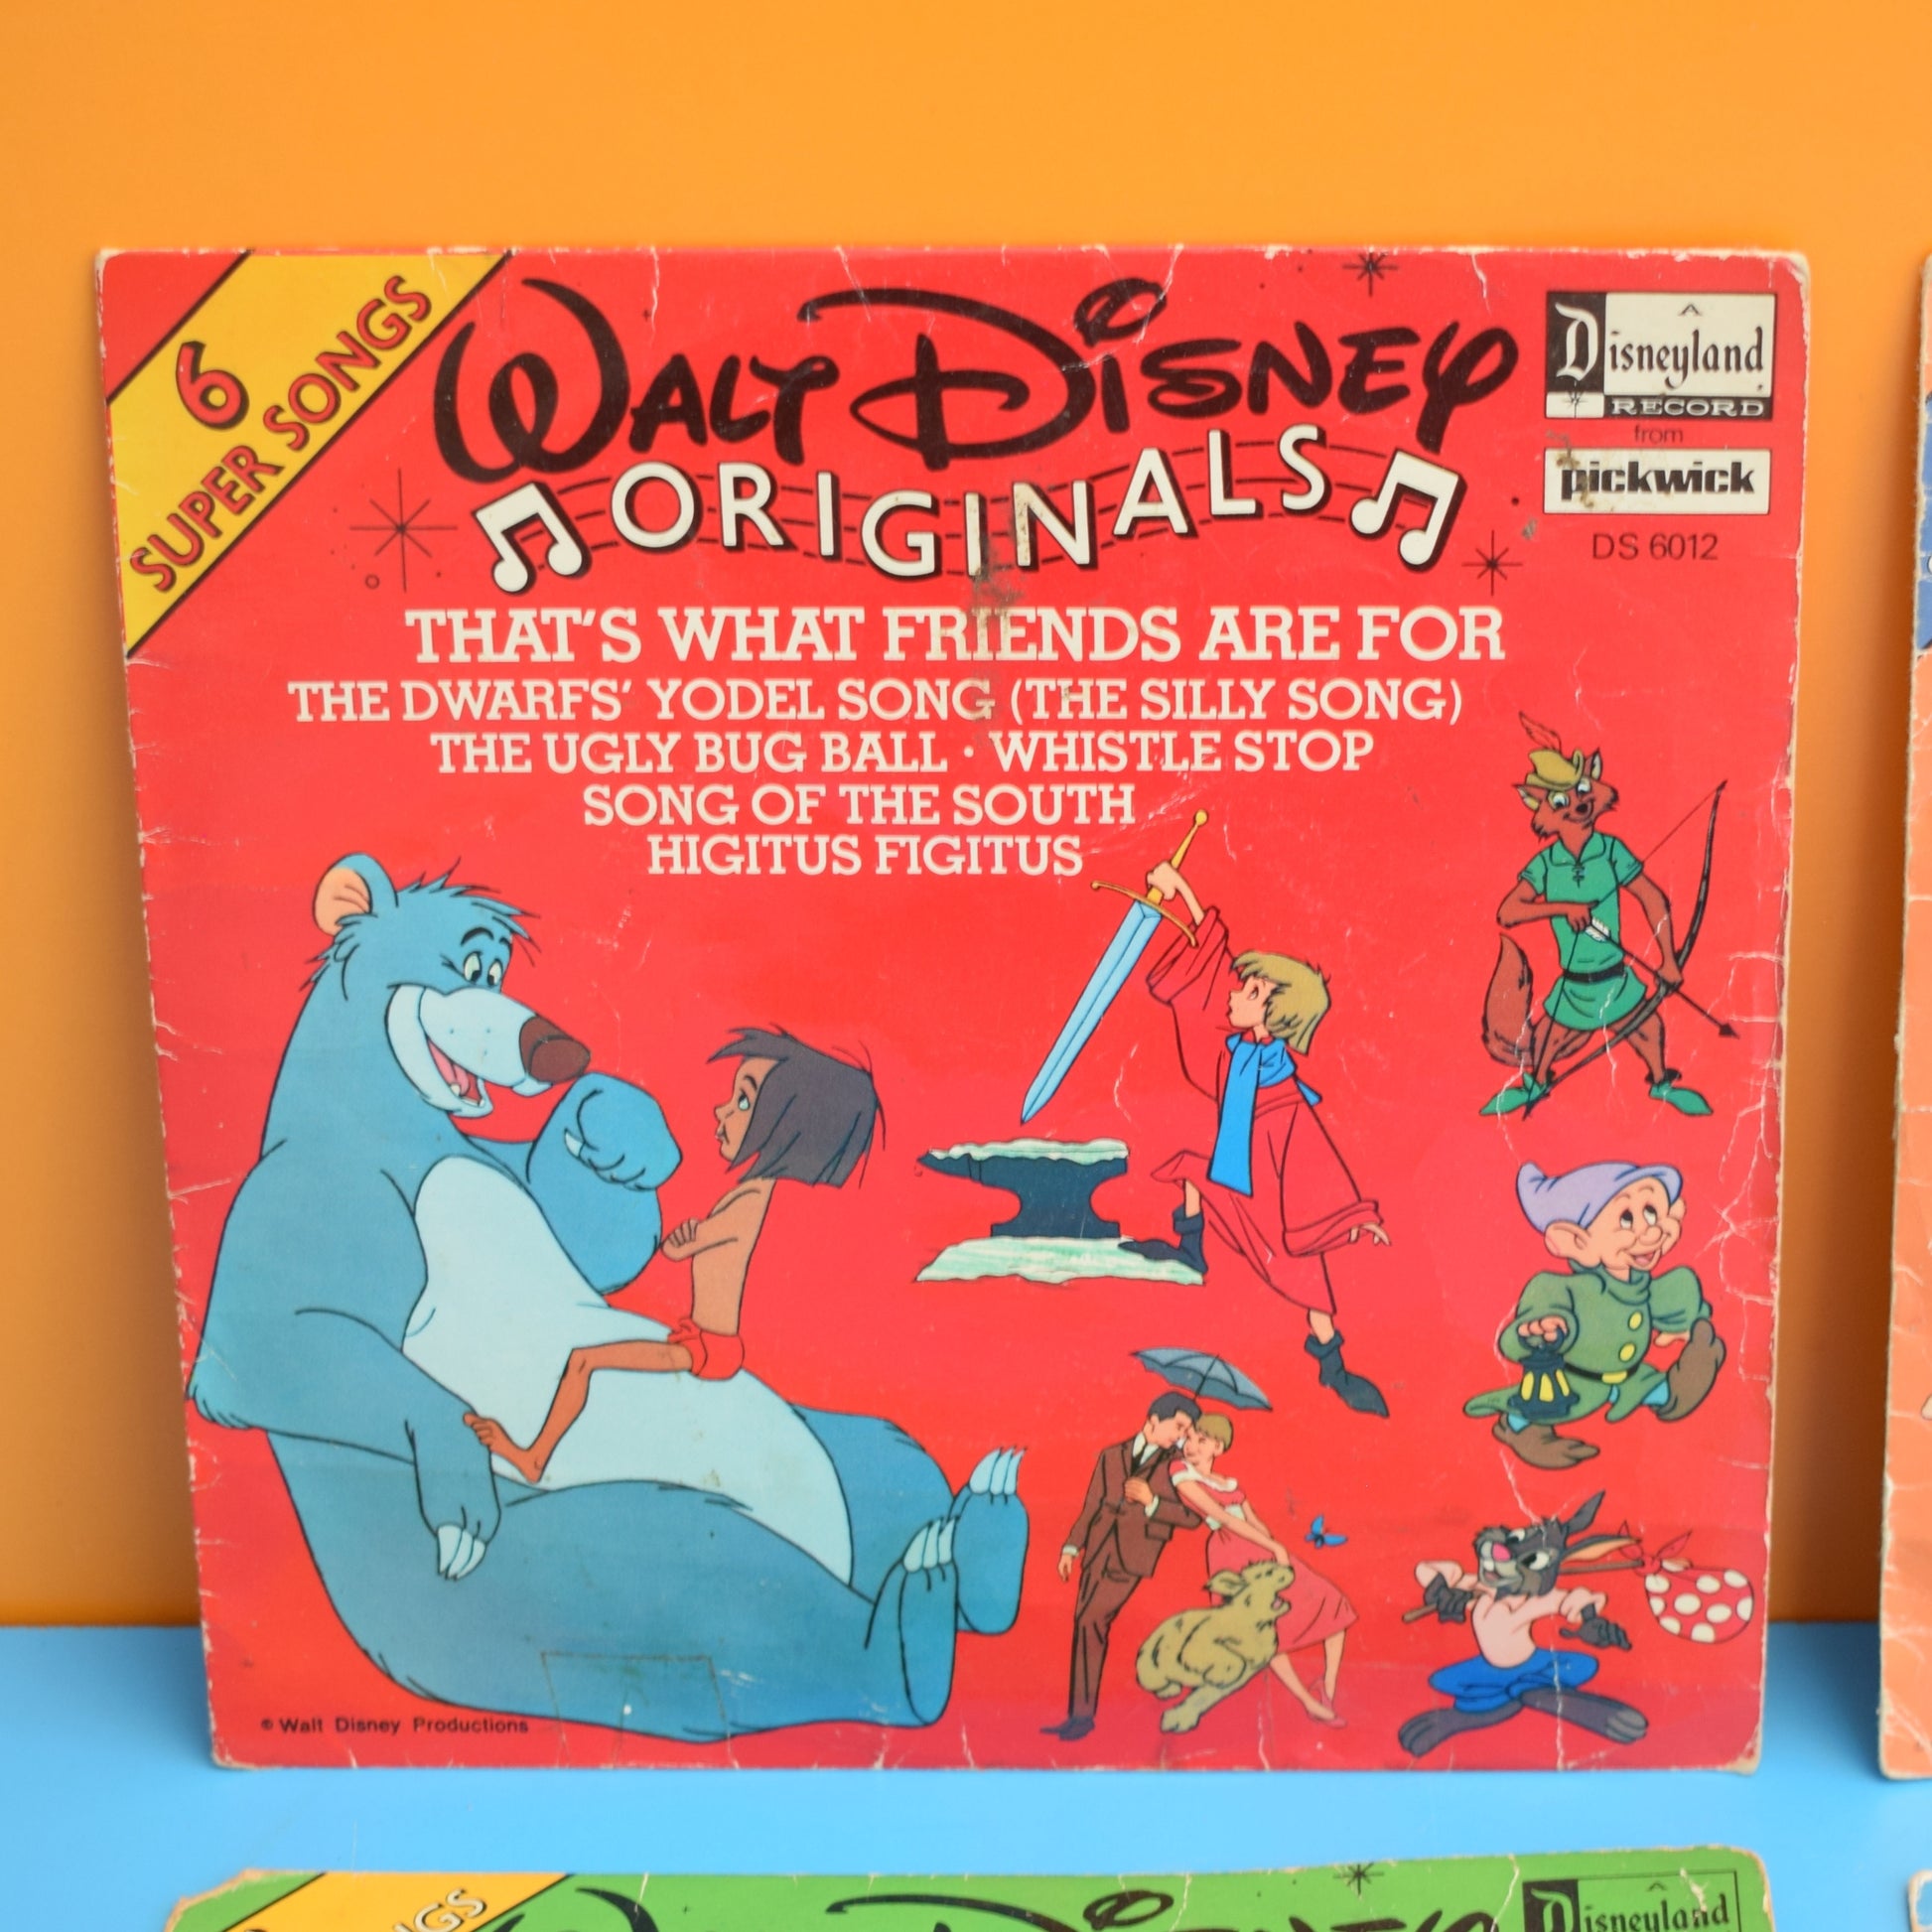 6
SUPER SONGS
WALT DISNEY
ORIGINALS
A
Disneyland
RECORD
from
pickwick
DS 6012
THAT'S WHAT FRIENDS ARE FOR
THE DWARFS' YODEL SONG (THE SILLY SONG)
THE UGLY BUG BALL · WHISTLE STOP
SONG OF THE SOUTH
HIGITUS FIGITUS
© Walt Disney Productions
A
Disneyland